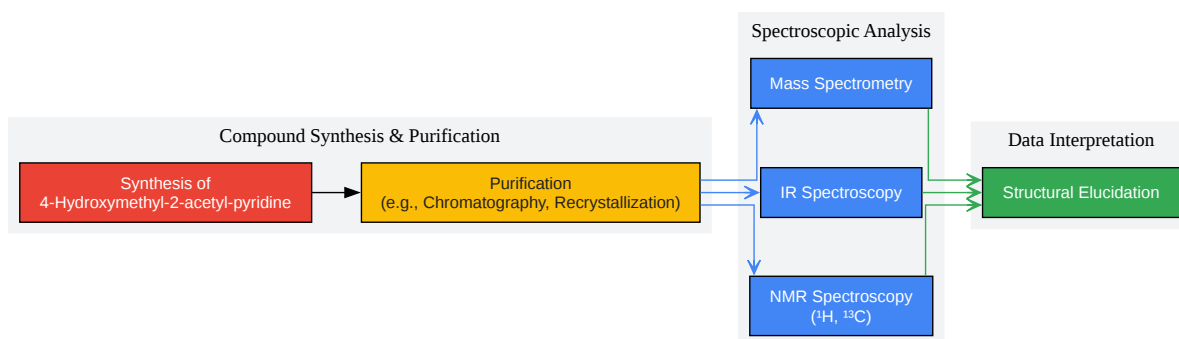 Compound Synthesis & Purification
Synthesis of
4-Hydroxymethyl-2-acetyl-pyridine
Purification
(e.g., Chromatography, Recrystallization)
Spectroscopic Analysis
Mass Spectrometry
IR Spectroscopy
NMR Spectroscopy
(¹H, ¹³C)
Data Interpretation
Structural Elucidation